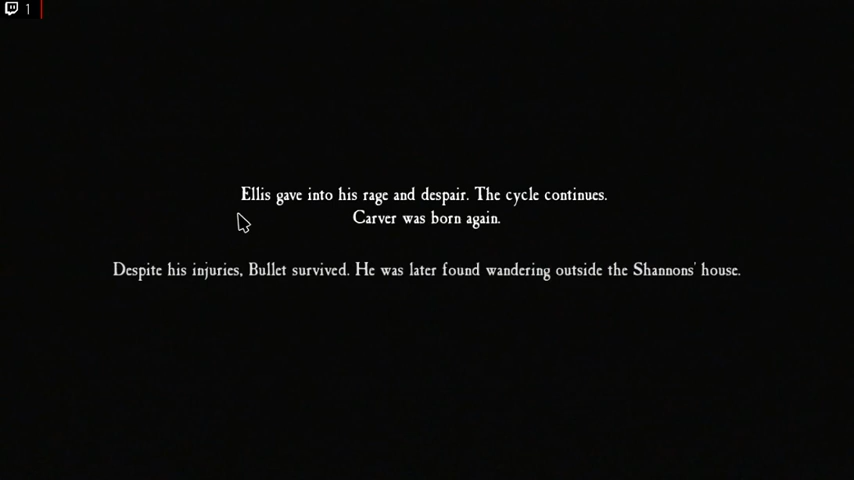 1
Ellis gave into his rage and despair. The cycle continues.
Carver was born again.
Despite his injuries, Bullet survived. He was later found wandering outside the Shannons' house.